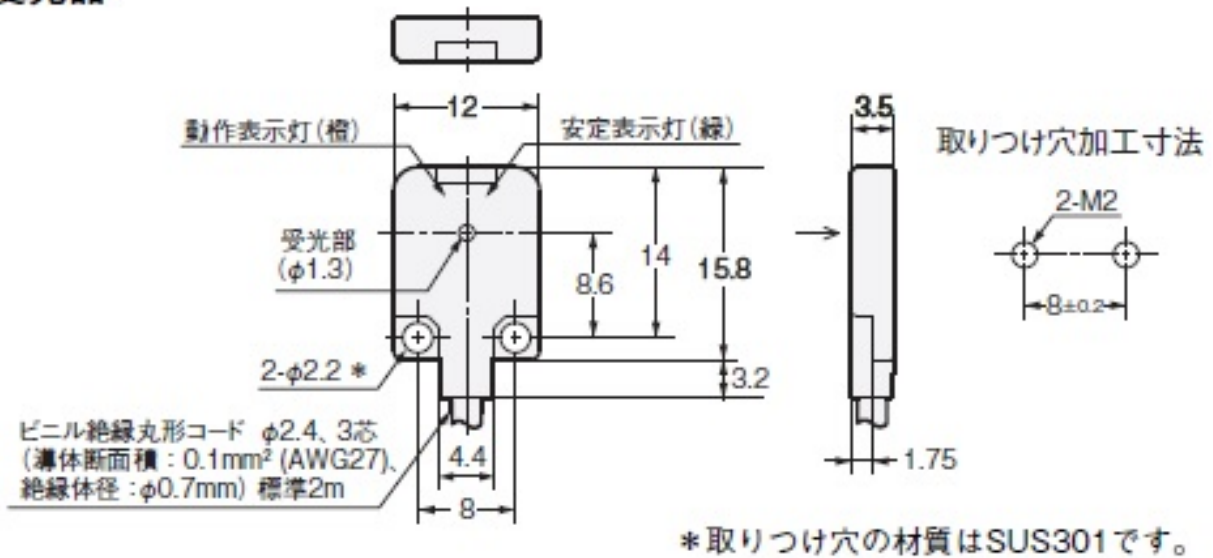 12
3.5
動作表示灯(橙)
安定表示灯(緑)
取りつけ穴加工寸法
2-M2
受光部
(φ1.3)
8.6
14
15.8
8±0.2
2-φ2.2 *
3.2
ビニル絶縁丸形コード φ2.4、3芯
(導体断面積:0.1mm² (AWG27)、
絶縁体径:φ0.7mm) 標準2m
4.4
1.75
8
*取りつけ穴の材質はSUS301です。